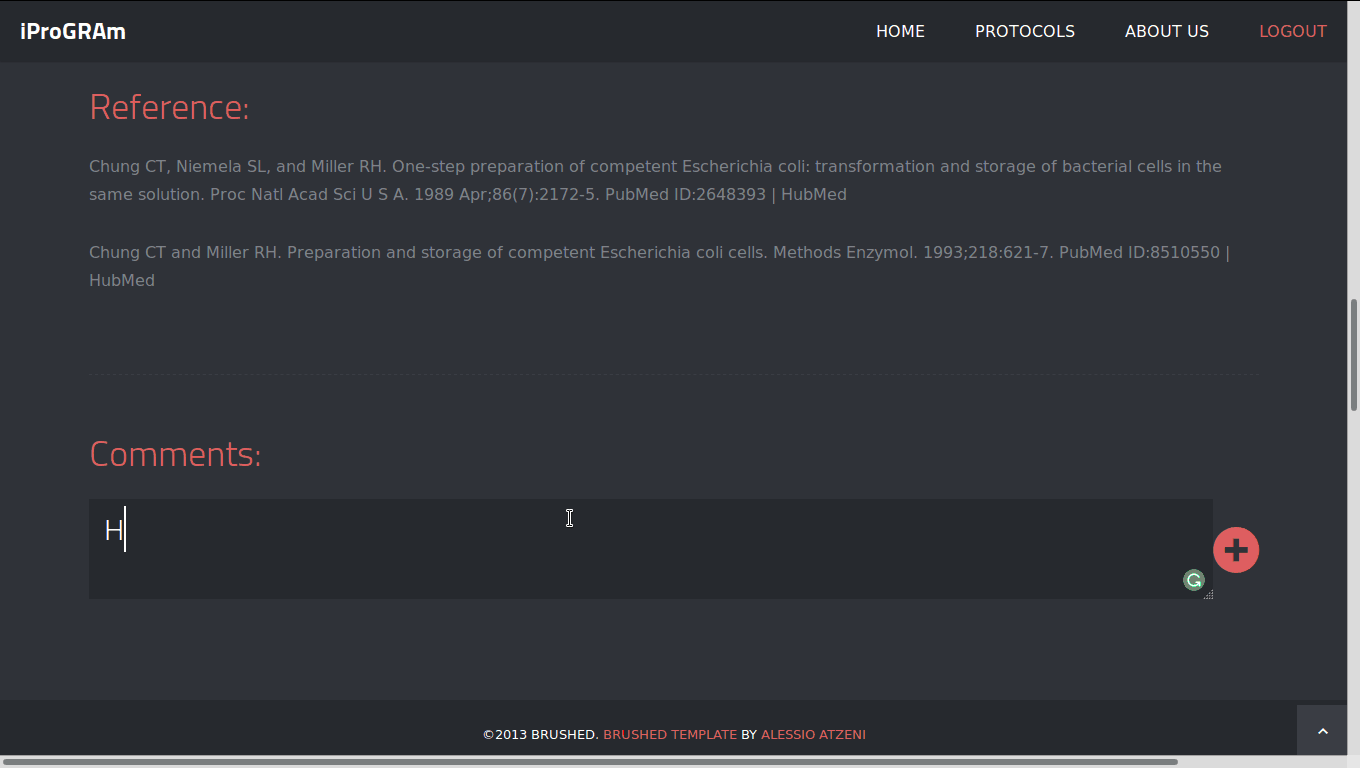 iProGRAm
HOME PROTOCOLS ABOUT US LOGOUT
Reference:
Chung CT, Niemela SL, and Miller RH. One-step preparation of competent Escherichia coli: transformation and storage of bacterial cells in the
same solution. Proc Natl Acad Sci U S A. 1989 Apr;86(7):2172-5. PubMed ID:2648393 | HubMed
Chung CT and Miller RH. Preparation and storage of competent Escherichia coli cells. Methods Enzymol. 1993;218:621-7. PubMed ID:8510550 |
HubMed
Comments:
H
©2013 BRUSHED. BRUSHED TEMPLATE BY ALESSIO ATZENI